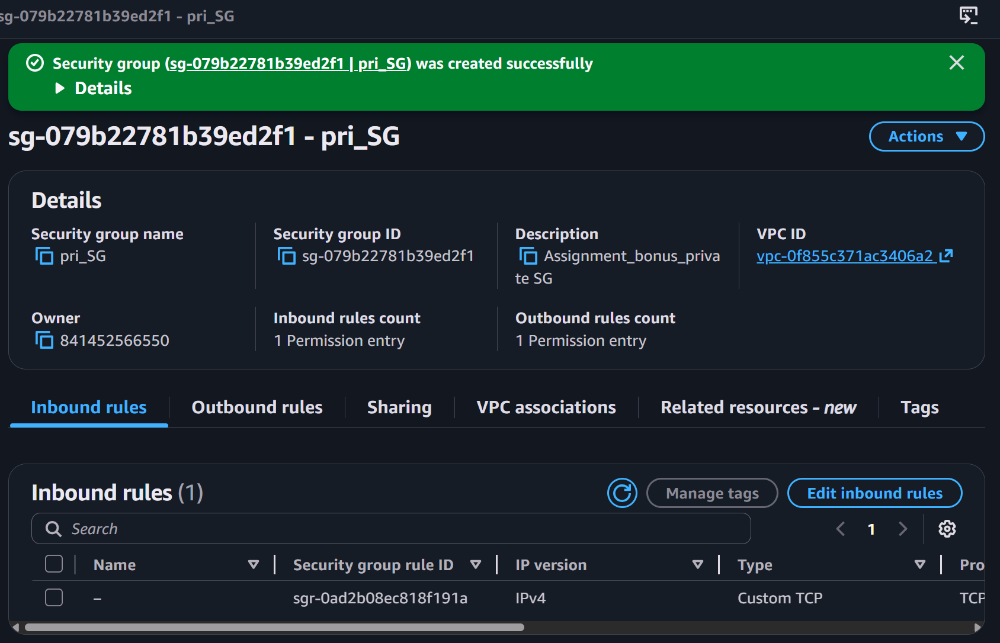 sg-079b22781b39ed2f1 - pri_SG
Security group (sg-079b22781b39ed2f1 | pri_SG) was created successfully
Details
sg-079b22781b39ed2f1 - pri_SG
Actions
Details
Security group name
pri_SG
Security group ID
sg-079b22781b39ed2f1
Description
Assignment_bonus_priva
te SG
VPC ID
vpc-0f855c371ac3406a2
Owner
841452566550
Inbound rules count
1 Permission entry
Outbound rules count
1 Permission entry
Inbound rules Outbound rules Sharing VPC associations Related resources – new Tags
Inbound rules (1)
Manage tags
Edit inbound rules
Search
1
Name Security group rule ID IP version Type Pro
– sgr-0ad2b08ec818f191a IPv4 Custom TCP TCP